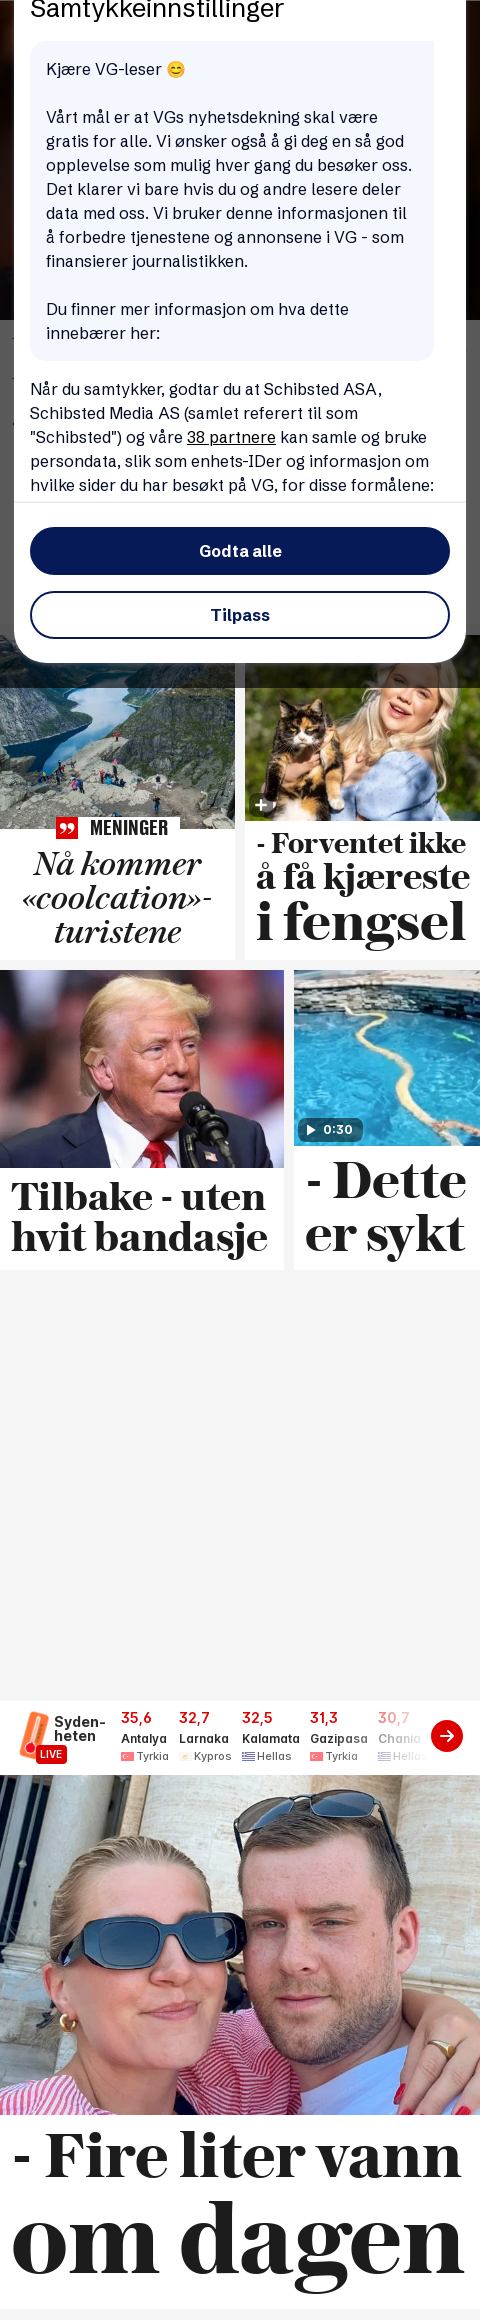 Samtykkeinnstillinger
Kjære VG-leser 😊
Vårt mål er at VGs nyhetsdekning skal være
gratis for alle. Vi ønsker også å gi deg en så god
opplevelse som mulig hver gang du besøker oss.
Det klarer vi bare hvis du og andre lesere deler
data med oss. Vi bruker denne informasjonen til
å forbedre tjenestene og annonsene i VG - som
finansierer journalistikken.
Du finner mer informasjon om hva dette
innebærer her:
Når du samtykker, godtar du at Schibsted ASA,
Schibsted Media AS (samlet referert til som
"Schibsted") og våre 38 partnere kan samle og bruke
persondata, slik som enhets-IDer og informasjon om
hvilke sider du har besøkt på VG, for disse formålene:
Godta alle
Tilpass
MENINGER
Nå kommer
«coolcation»-
turistene
- Forventet ikke
å få kjæreste
i fengsel
Tilbake - uten
hvit bandasje
0:30
- Dette
er sykt
Syden-
heten
LIVE
35,6 32,7 32,5 31,3 30,7
Antalya Larnaka Kalamata Gazipasa Chania
Tyrkia Kypros Hellas Tyrkia Hellas
- Fire liter vann
om dagen